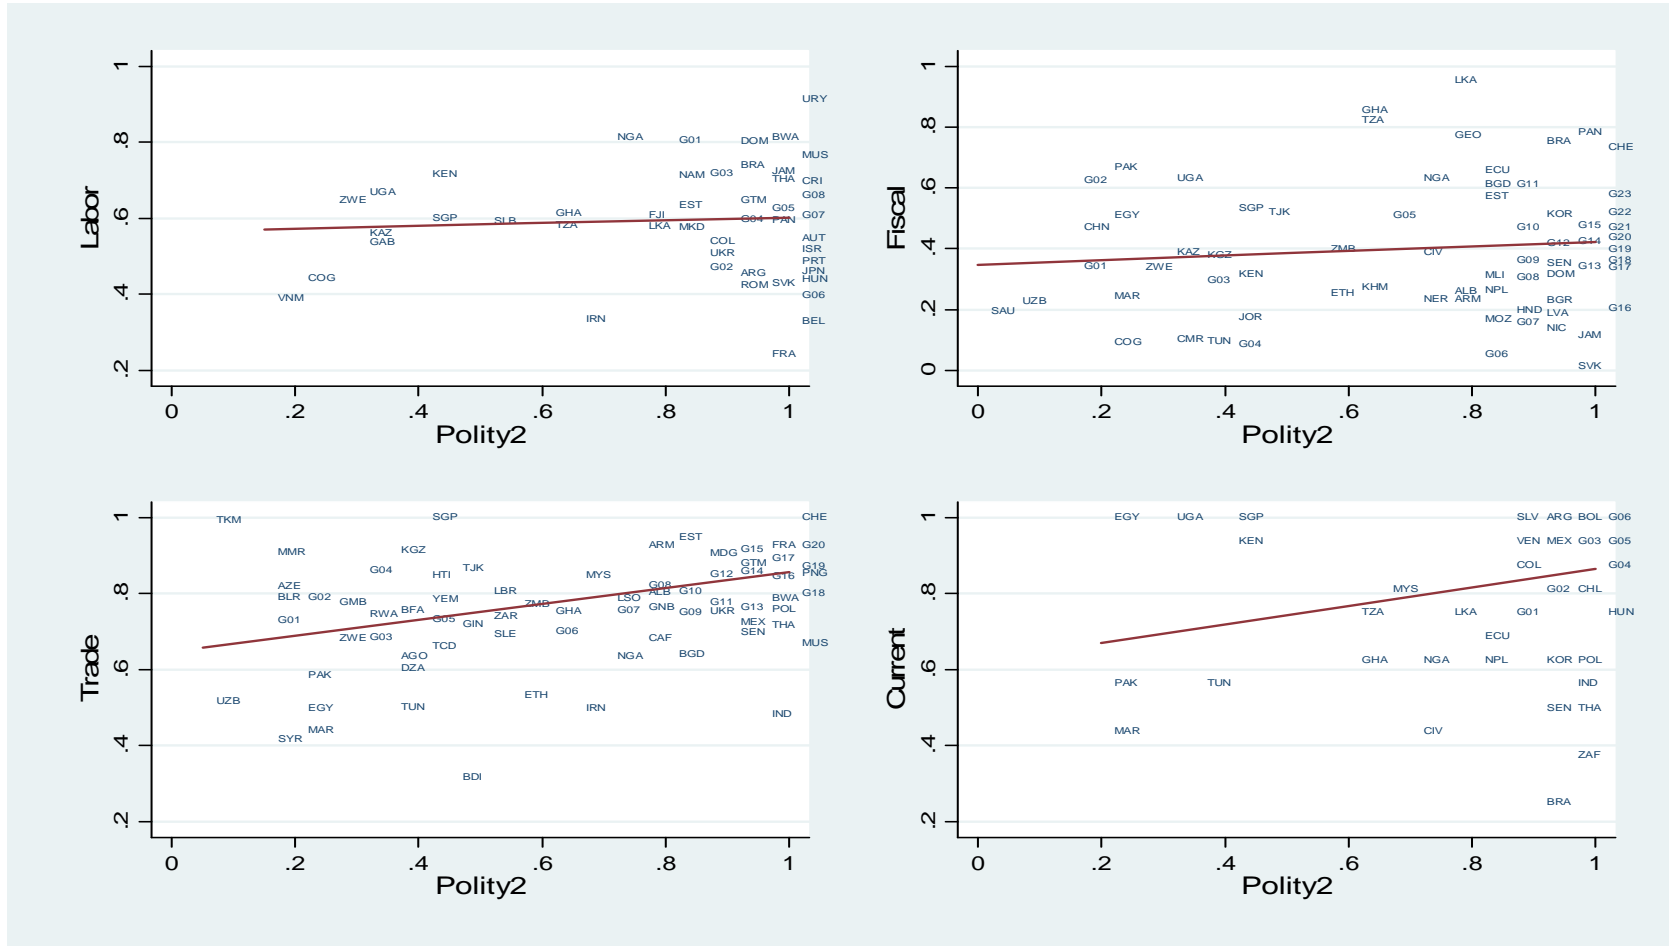 1
.8
.6
.4
.2
Labor
URY
NGA G01 DOM BWA
MUS
BRA
KEN NAM G03 JAM
THA CRI
UGA
ZWE GTM G08
EST G05
SGP SLB GHA FJI G04 PAN G07
TZA LKA MKD
KAZ
GAB COL AUT
UGN ISR
G02 PRT
COG ARG JPN
ROM SVK HUN
VNM G06
IRN BEL
FRA
0 .2 .4 .6 .8 1
Polity2
1
.8
.6
.4
.2
0
Fiscal
LKA
GHA
TZA
GEO BRA PAN
CHE
PAK ECU
G02 UGA NGA BGD G11
EST G23
CHN EGY SGP TJK G05 KOR G22
G10 G15 G21
G12 G14 G20
KAZ KGZ ZMB CIV G19
G01 ZWE G09 SEN G13 G18
G17
G03 KEN MLI G08 DOM
MAR ETH KHM ALB NPL
SAU UZB NER ARM BGR
HND LVA G16
JOR MOZ G07 NIC
COG CMR TUN G04 JAM
G06
SVK
0 .2 .4 .6 .8 1
Polity2
1
.8
.6
.4
.2
Trade
TKM SGP CHE
EST
MMR KGZ ARM MDG G15 FRA G20
G04 TJK GTM G17
HTI MYS G12 G14 G16 G19
PNG
AZE LBR G08
BLR G02 YEM ALB G10 G18
GMB ZMB LSO G11 BWA
RWA BFA ZAR GHA G07 GNB G09 UKR G13 POL
G01 G05 GIN MEX THA
ZWE G03 SLE G06 CAF SEN
TCD MUS
AGO NGA BGD
DZA
PAK
UZB EGY TUN ETH IRN IND
SYR MAR
BDI
0 .2 .4 .6 .8 1
Polity2
1
.8
.6
.4
.2
Current
EGY UGA SGP SLV ARG BOL G06
KEN VEN MEX G03 G05
COL G04
MYS G02 CHL
TZA LKA G01 HUN
SLB
GHA NGA NPL KOR POL
PAK TUN IND
SEN THA
MAR CIV
ZAF
BRA
0 .2 .4 .6 .8 1
Polity2